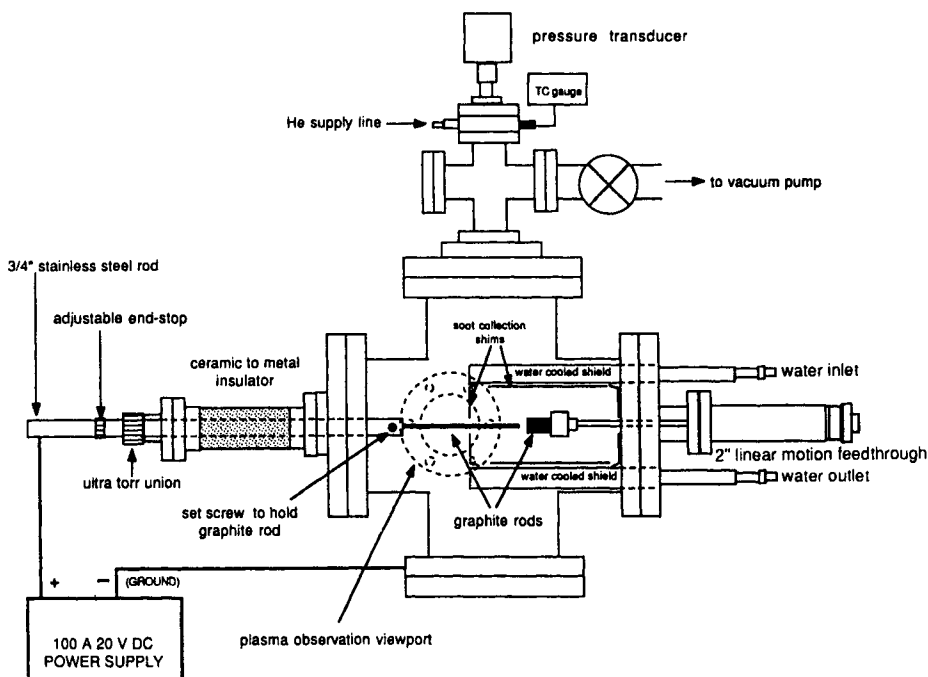 pressure transducer
TC gauge
He supply line
to vacuum pump
3/4" stainless steel rod
adjustable end-stop
ceramic to metal
insulator
soot collection
shims
water cooled shield
water inlet
2" linear motion feedthrough
water cooled shield
water outlet
ultra torr union
set screw to hold
graphite rod
graphite rods
+ − (GROUND)
plasma observation viewport
100 A 20 V DC
POWER SUPPLY